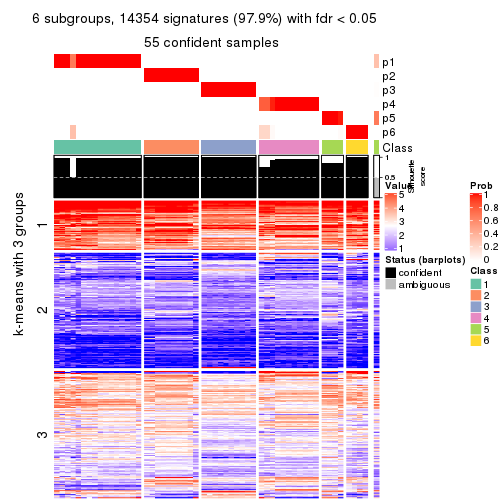 6 subgroups, 14354 signatures (97.9%) with fdr < 0.05
55 confident samples
p1
p2
p3
p4
p5
p6
Class
1
0.5
0
Silhouette
score
k-means with 3 groups
1
2
3
Value
5
4
3
2
1
Status (barplots)
confident
ambiguous
Prob
1
0.8
0.6
0.4
0.2
0
Class
1
2
3
4
5
6